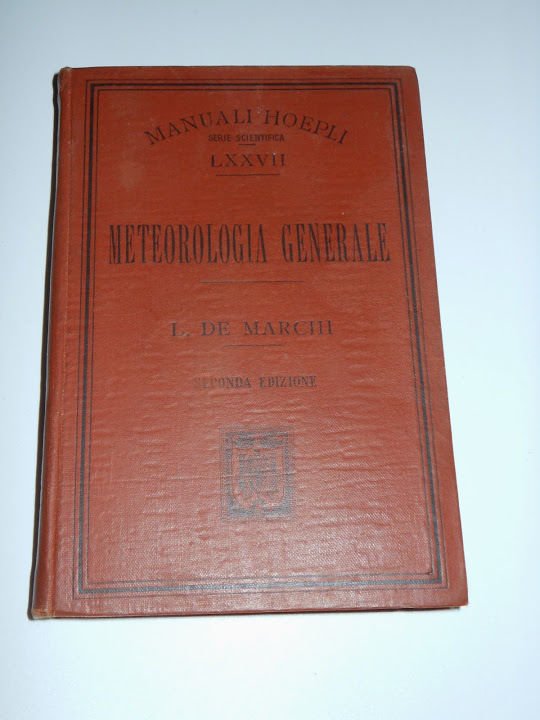 MANUALI HOEPLI
SERIE SCIENTIFICA
LXXVII
METEOROLOGIA GENERALE
L. DE MARCHI
SECONDA EDIZIONE